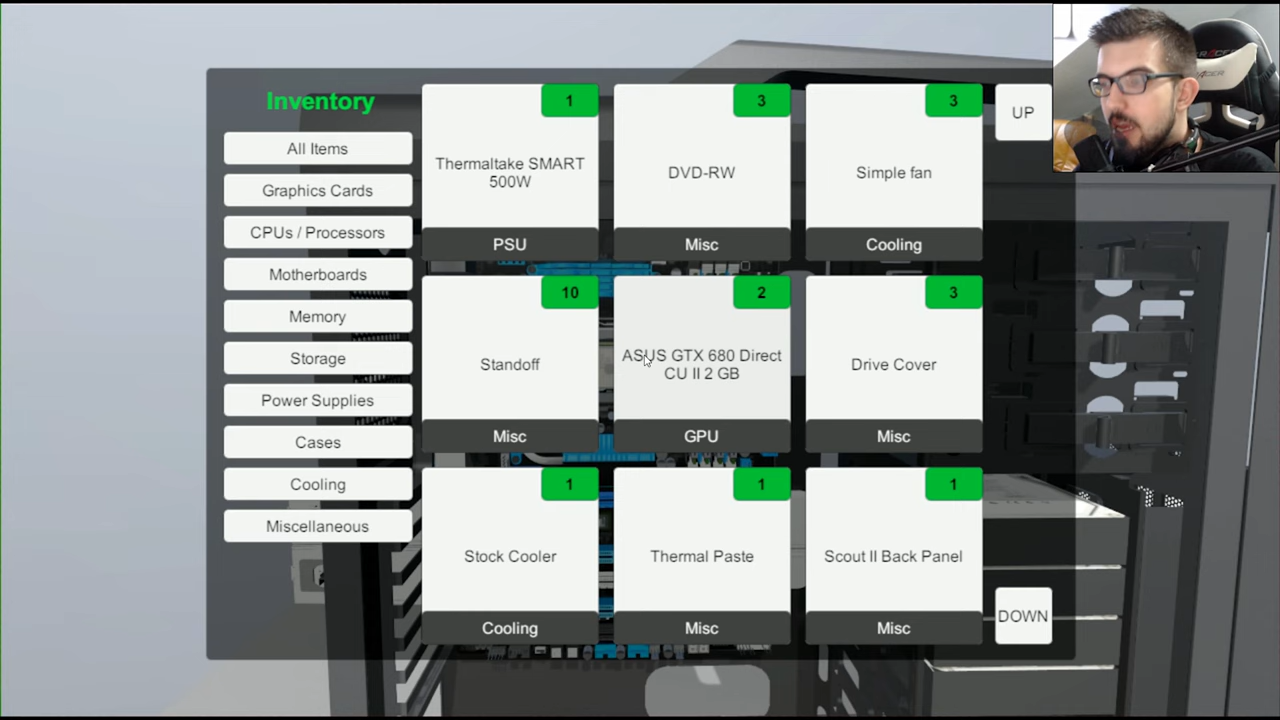 Inventory
All Items
Graphics Cards
CPUs / Processors
Motherboards
Memory
Storage
Power Supplies
Cases
Cooling
Miscellaneous
1
Thermaltake SMART
500W
PSU
3
DVD-RW
Misc
3
Simple fan
Cooling
10
Standoff
Misc
2
ASUS GTX 680 Direct
CU II 2 GB
GPU
3
Drive Cover
Misc
1
Stock Cooler
Cooling
1
Thermal Paste
Misc
1
Scout II Back Panel
Misc
UP
DOWN